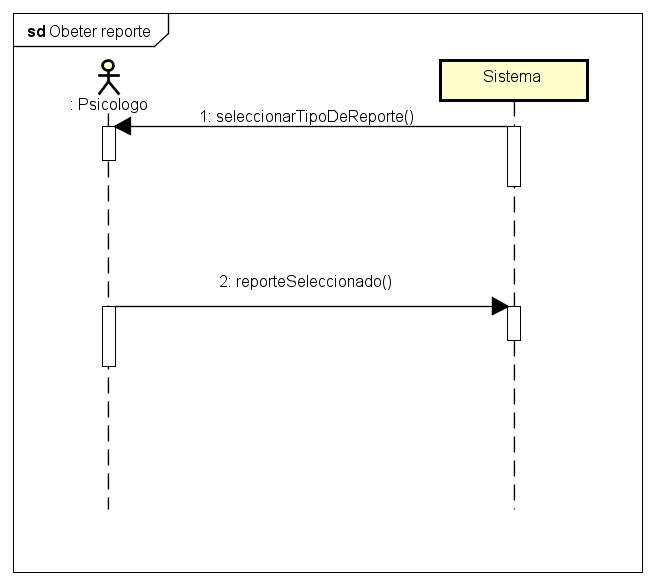 sd Obeter reporte
: Psicologo
Sistema
1: seleccionarTipoDeReporte()
2: reporteSeleccionado()